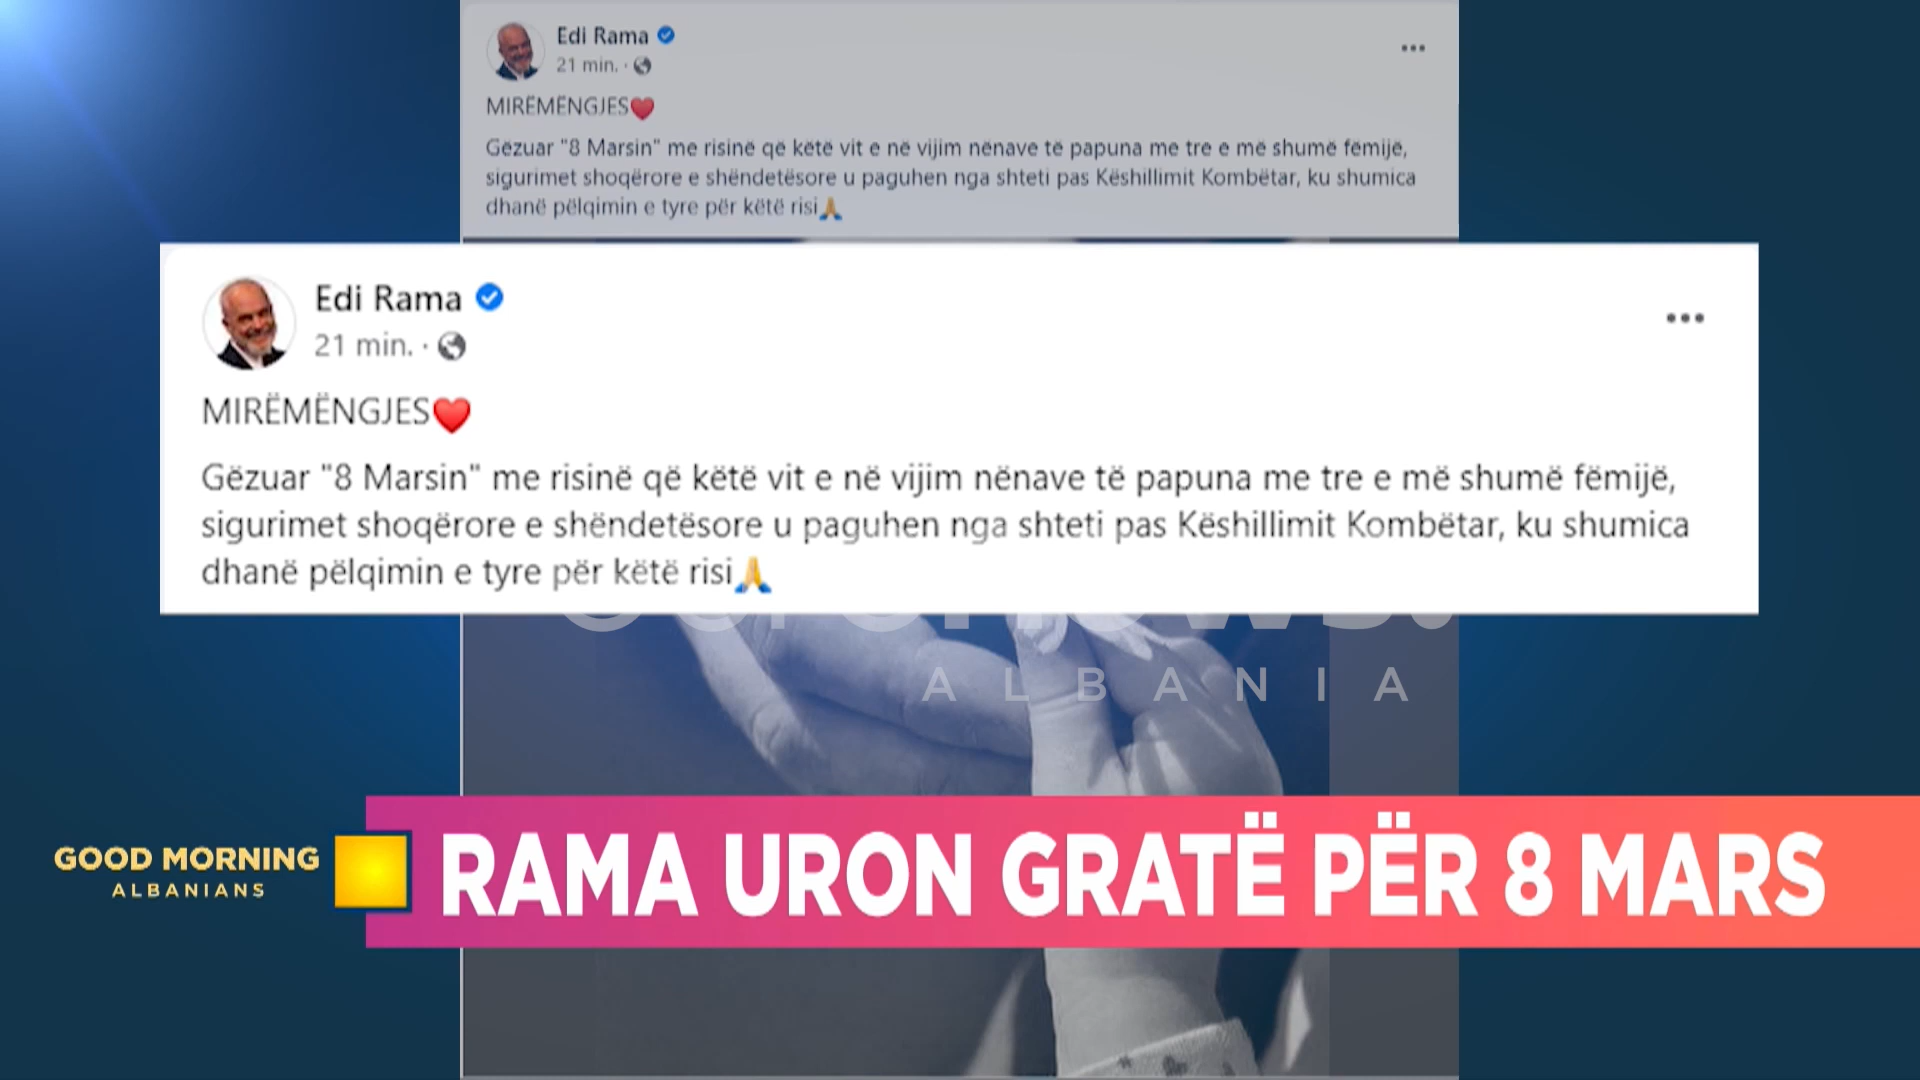 Edi Rama
21 min.
MIRËMËNGJES❤️
Gëzuar "8 Marsin" me risinë që këtë vit e në vijim nënave të papuna me tre e më shumë fëmijë,
sigurimet shoqërore e shëndetësore u paguhen nga shteti pas Këshillimit Kombëtar, ku shumica
dhanë pëlqimin e tyre për këtë risi🙏
Edi Rama
21 min.
MIRËMËNGJES❤️
Gëzuar "8 Marsin" me risinë që këtë vit e në vijim nënave të papuna me tre e më shumë fëmijë,
sigurimet shoqërore e shëndetësore u paguhen nga shteti pas Këshillimit Kombëtar, ku shumica
dhanë pëlqimin e tyre për këtë risi🙏
ALBANIA
GOOD MORNING
ALBANIANS
RAMA URON GRATË PËR 8 MARS